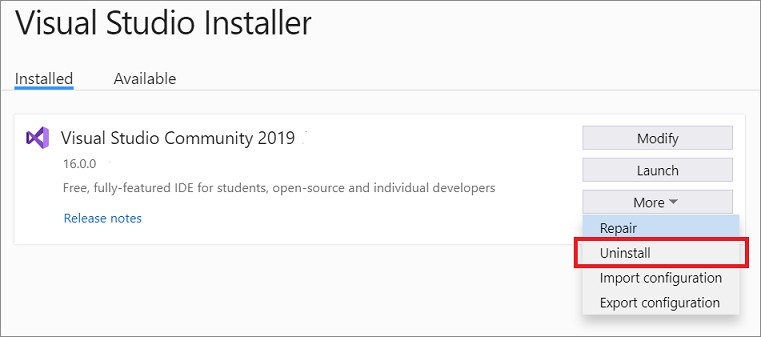 Visual Studio Installer
Installed
Available
Visual Studio Community 2019
16.0.0
Free, fully-featured IDE for students, open-source and individual developers
Release notes
Modify
Launch
More
Repair
Uninstall
Import configuration
Export configuration